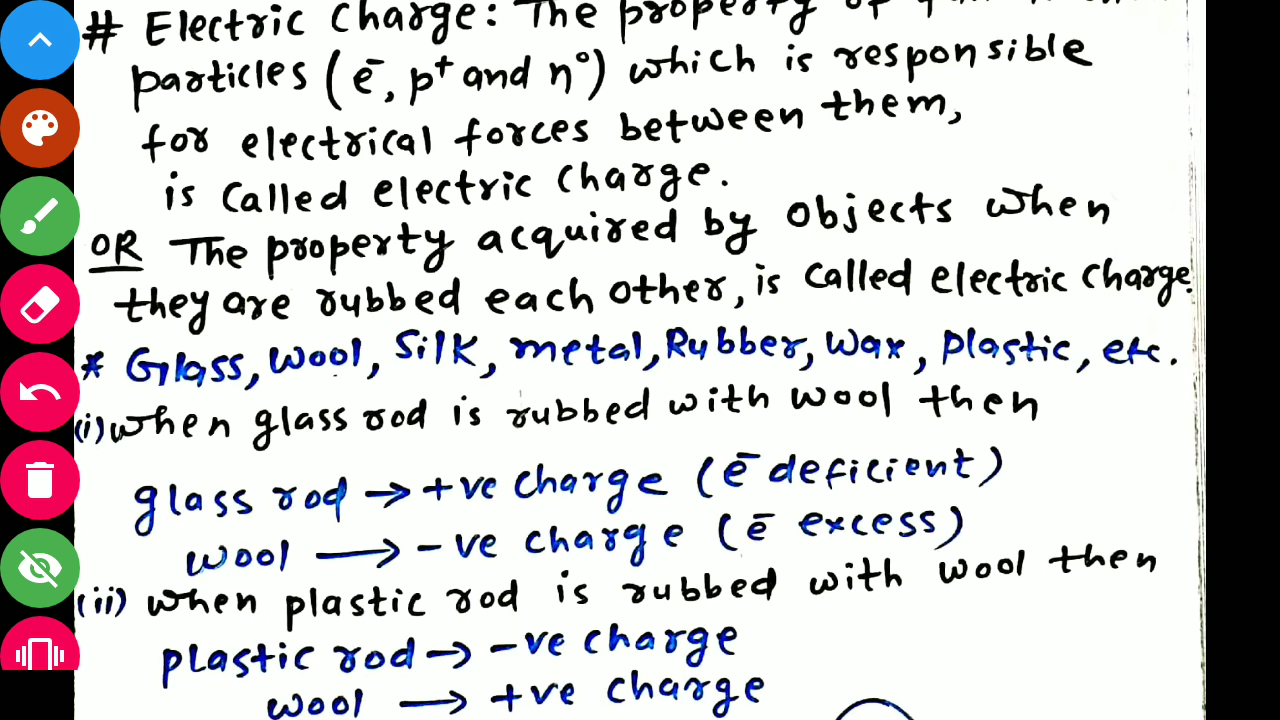 # Electric Charge: The property of
particles (e⁻, p⁺ and n°) which is responsible
for electrical forces between them,
is Called electric Charge.
OR The property acquired by objects when
they are rubbed each other, is Called electric Charge.
* Glass, wool, Silk, metal, Rubber, Wax, Plastic, etc.
(i) when glass rod is rubbed with wool then
glass rod → +ve Charge (e⁻ deficient)
wool → -ve charge (e⁻ excess)
(ii) when plastic rod is rubbed with wool then
plastic rod → -ve charge
wool → +ve charge